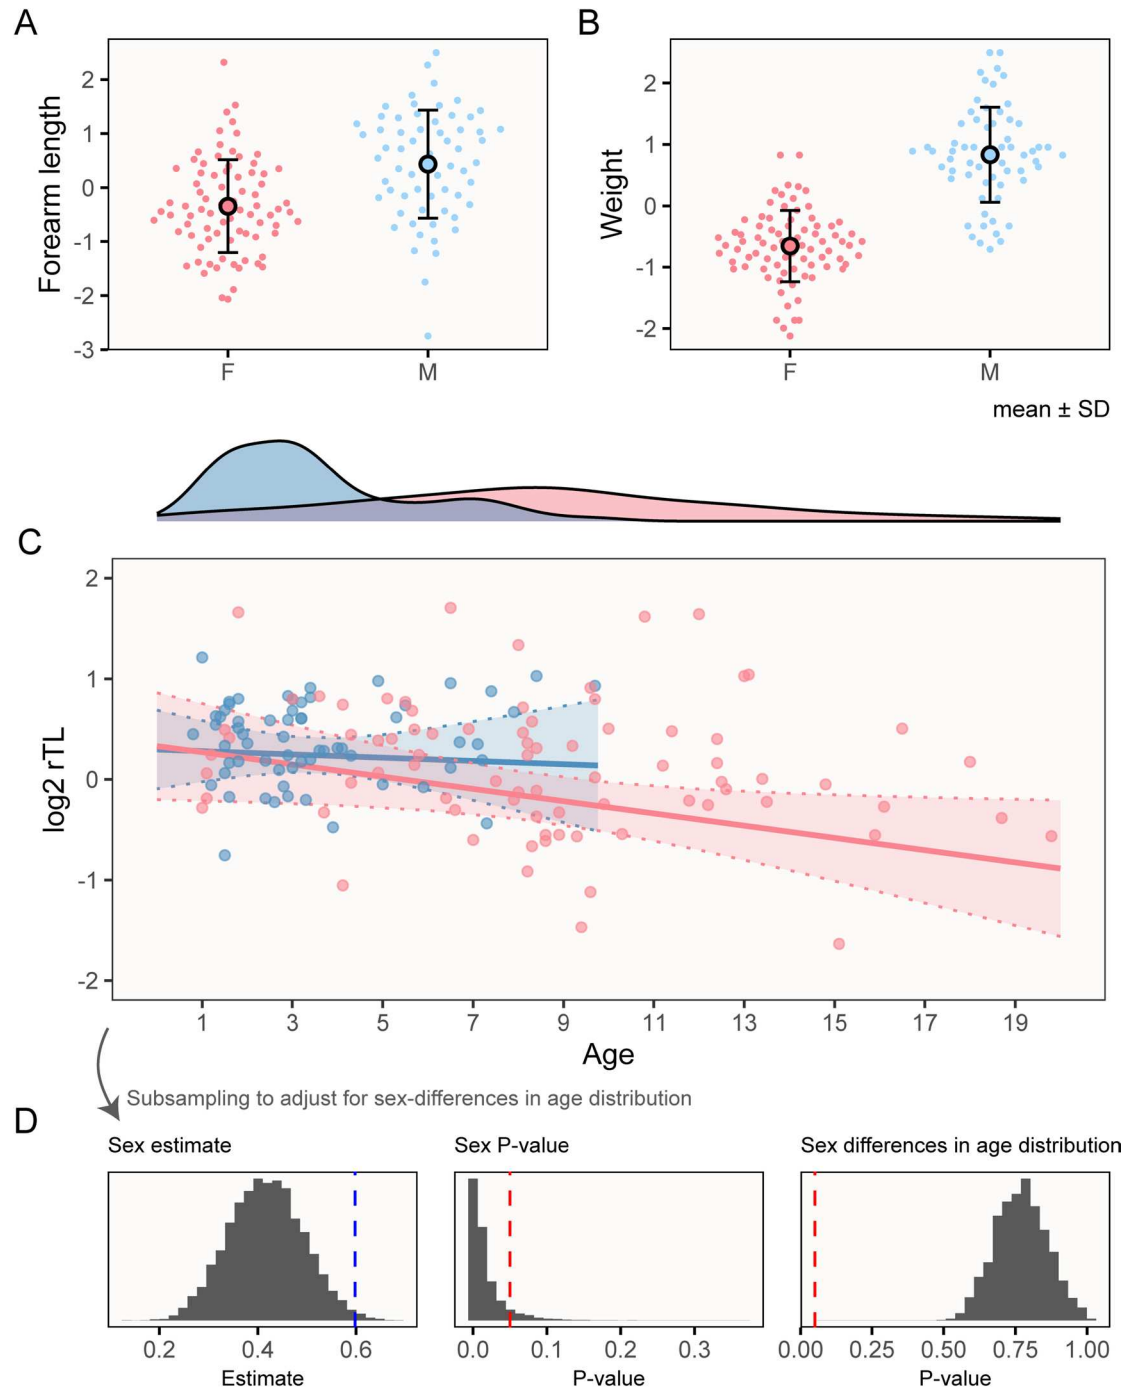 A
B
Forearm length
2
1
0
-1
-2
-3
F
M
Weight
2
1
0
-1
-2
F
M
mean ± SD
C
log2 rTL
2
1
0
-1
-2
1
3
5
7
9
11
13
15
17
19
Age
Subsampling to adjust for sex-differences in age distribution
D
Sex estimate
Sex P-value
Sex differences in age distribution
0.2
0.4
0.6
Estimate
0.0
0.1
0.2
0.3
P-value
0.00
0.25
0.50
0.75
1.00
P-value